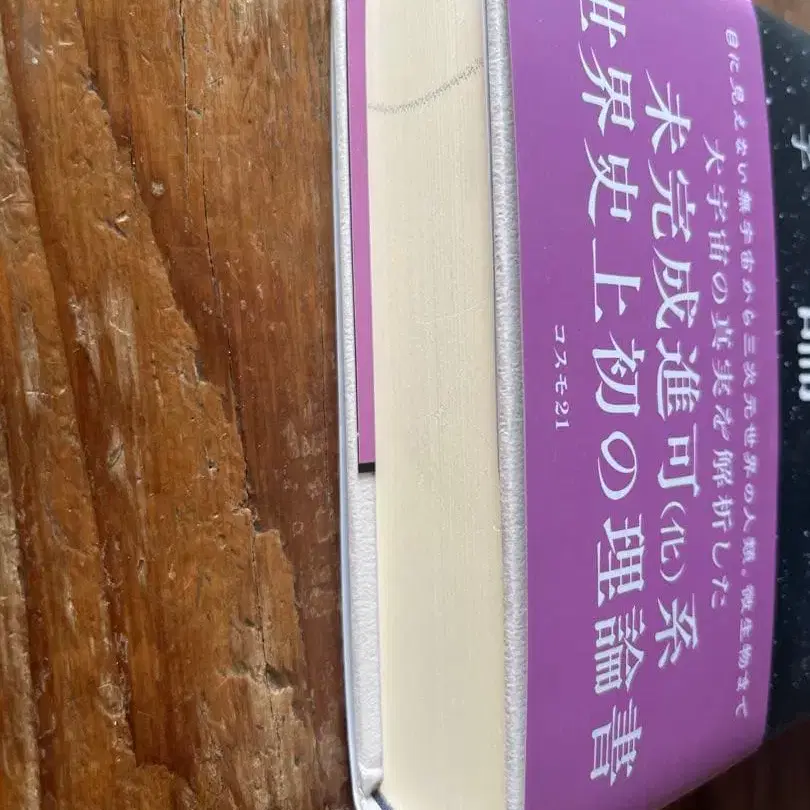 目に見えない無宇宙から三次元世界の人類、微生物まで
大宇宙の真実を解析した
未完成進可(化)系
世界史上初の理論書
コスモ21